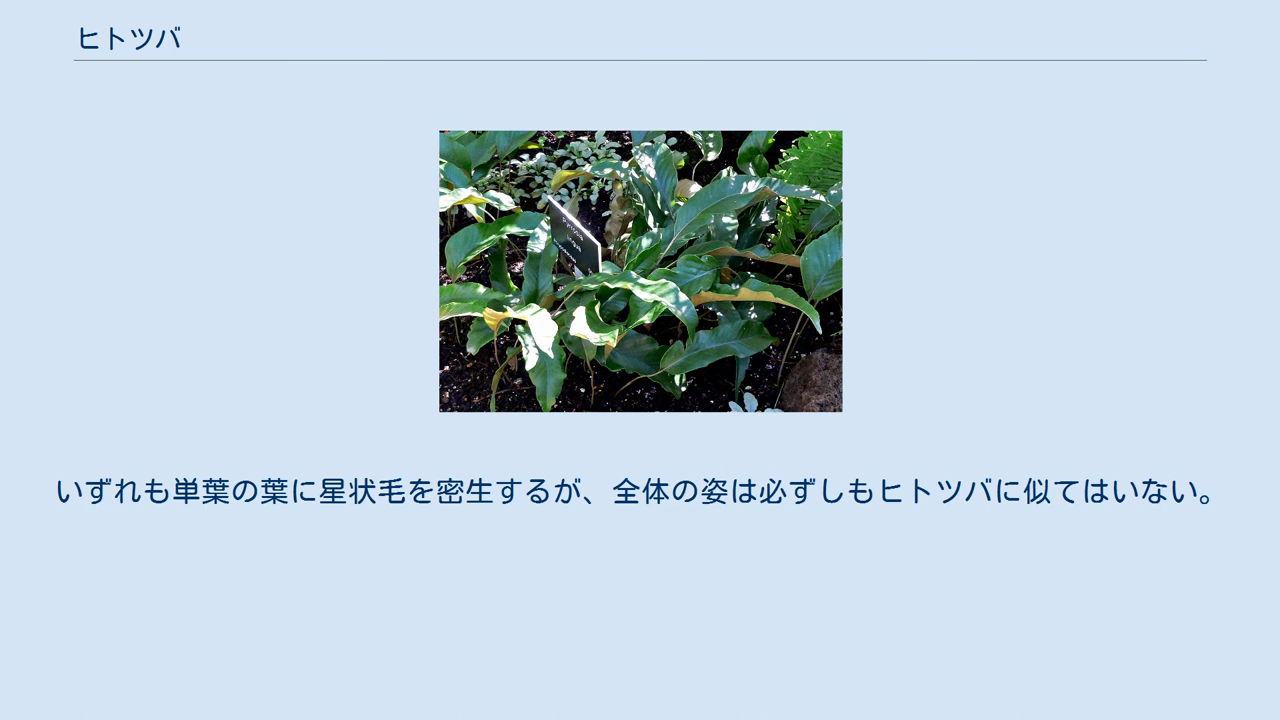 ヒトツバ
Pyrrosia
lingua
いずれも単葉の葉に星状毛を密生するが、全体の姿は必ずしもヒトツバに似てはいない。